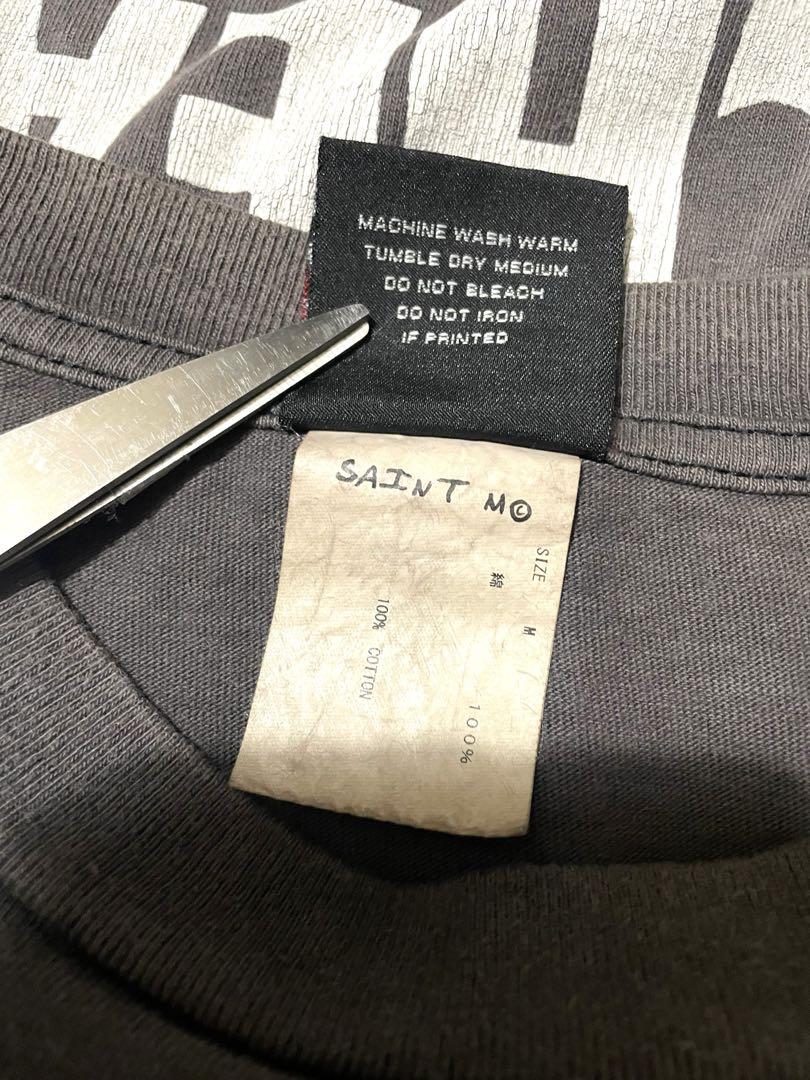 MACHINE WASH WARM
TUMBLE DRY MEDIUM
DO NOT BLEACH
DO NOT IRON
IF PRINTED
SAINT M©
SIZE M
綿 100%
100% COTTON